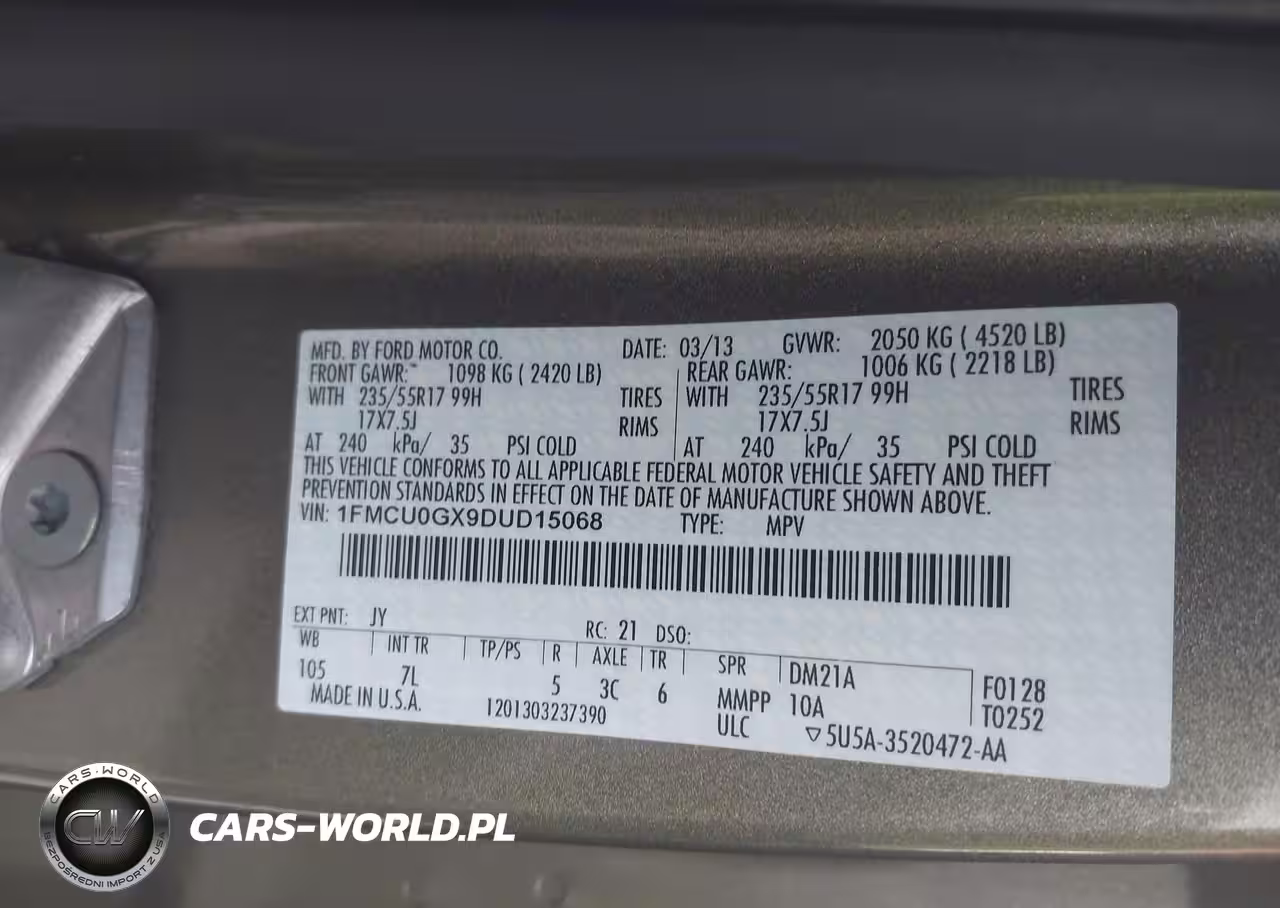 MFD. BY FORD MOTOR CO. DATE: 03/13 GVWR: 2050 KG ( 4520 LB)
FRONT GAWR: 1098 KG ( 2420 LB) REAR GAWR: 1006 KG ( 2218 LB)
WITH 235/55R17 99H TIRES WITH 235/55R17 99H TIRES
17X7.5J RIMS 17X7.5J RIMS
AT 240 kPa/ 35 PSI COLD AT 240 kPa/ 35 PSI COLD
THIS VEHICLE CONFORMS TO ALL APPLICABLE FEDERAL MOTOR VEHICLE SAFETY AND THEFT
PREVENTION STANDARDS IN EFFECT ON THE DATE OF MANUFACTURE SHOWN ABOVE.
VIN: 1FMCU0GX9DUD15068 TYPE: MPV
EXT PNT: JY RC: 21 DSO:
WB INT TR TP/PS R AXLE TR SPR DM21A F0128
105 7L 5 3C 6 MMPP 10A T0252
MADE IN U.S.A. 1201303237390 ULC ▽5U5A-3520472-AA
CARS-WORLD
CW
BEZPOŚREDNI IMPORT Z USA
CARS-WORLD.PL